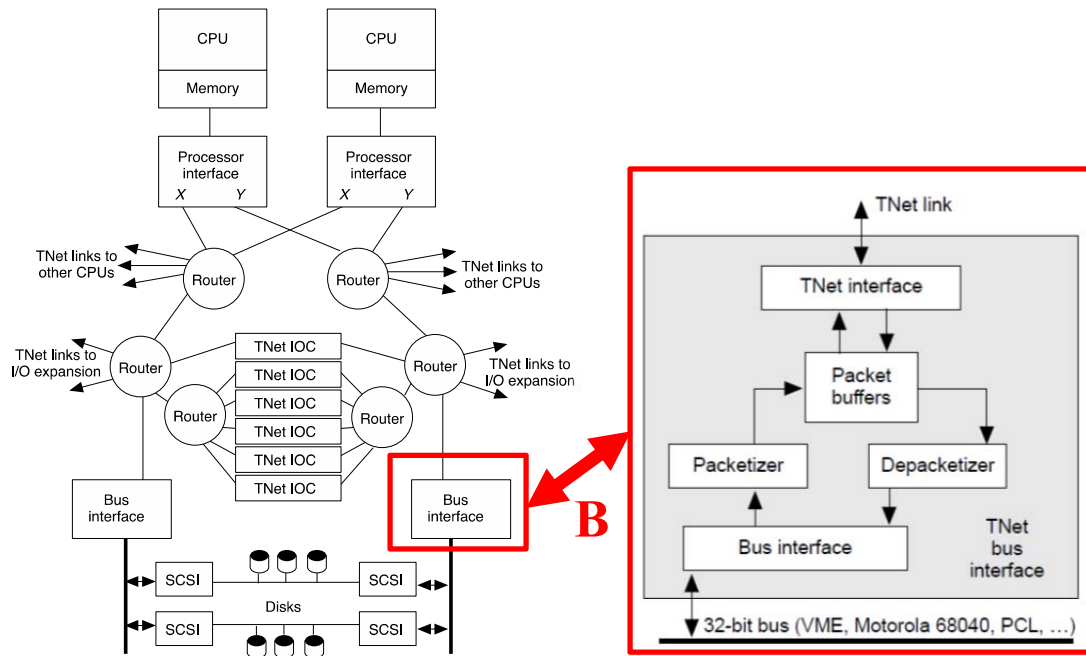 CPU
CPU
Memory
Memory
Processor
interface
X Y
Processor
interface
X Y
TNet links to
other CPUs
Router
Router
TNet links to
other CPUs
TNet links to
I/O expansion
Router
TNet IOC
TNet IOC
TNet IOC
TNet IOC
TNet IOC
TNet IOC
Router
TNet links to
I/O expansion
Router
Router
Bus
interface
Bus
interface
SCSI
SCSI
Disks
SCSI
SCSI
B
TNet link
TNet interface
Packet
buffers
Packetizer
Depacketizer
Bus interface
TNet
bus
interface
32-bit bus (VME, Motorola 68040, PCL, ...)